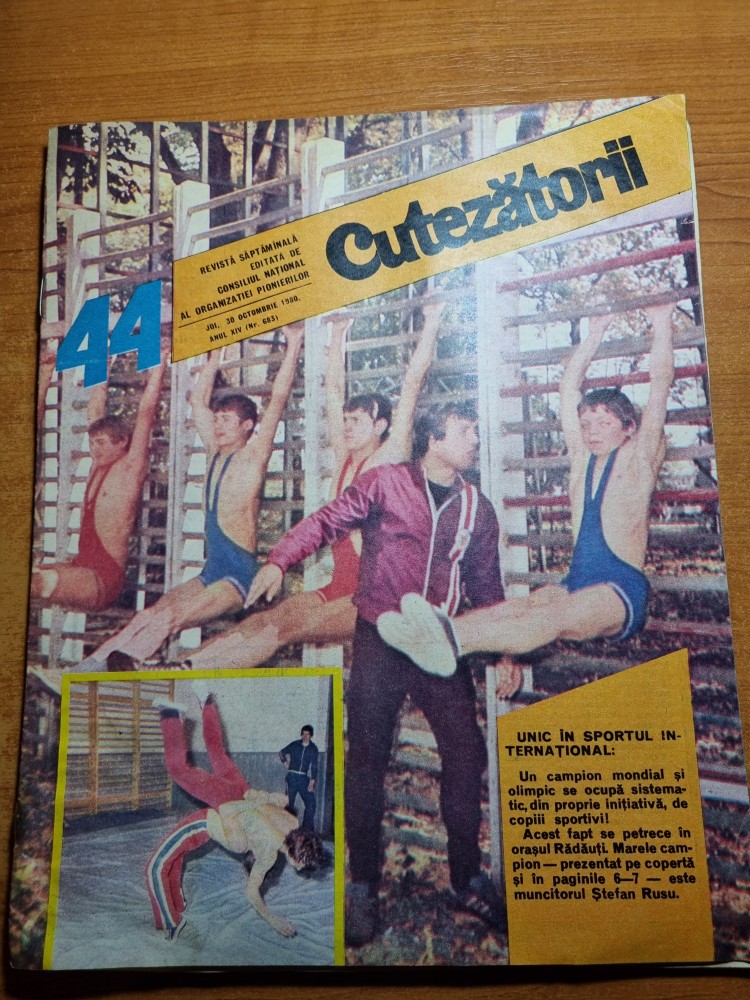 Cutezătorii
REVISTĂ SĂPTĂMÎNALĂ
EDITATĂ DE
CONSILIUL NAȚIONAL
AL ORGANIZAȚIEI PIONIERILOR
JOI, 30 OCTOMBRIE 1980.
ANUL XIV (Nr. 683)
44
UNIC ÎN SPORTUL IN-
TERNAȚIONAL:
Un campion mondial și
olimpic se ocupă sistema-
tic, din proprie inițiativă, de
copiii sportivi!
Acest fapt se petrece în
orașul Rădăuți. Marele cam-
pion — prezentat pe copertă
și în paginile 6—7 — este
muncitorul Ștefan Rusu.